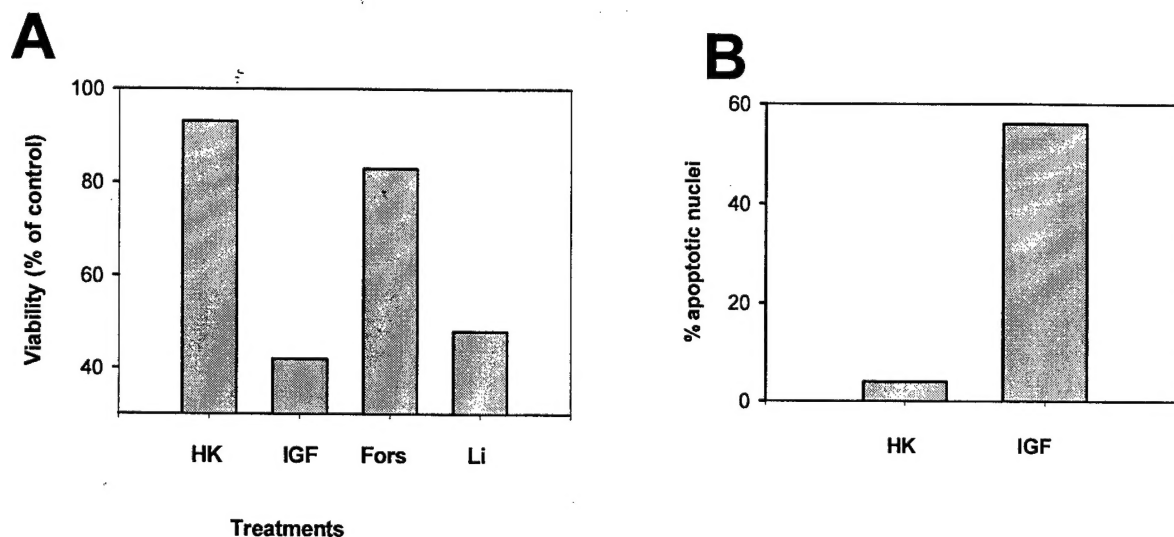 A
Viability (% of control)
100
80
60
40
HK IGF Fors Li
Treatments
B
% apoptotic nuclei
60
40
20
0
HK IGF